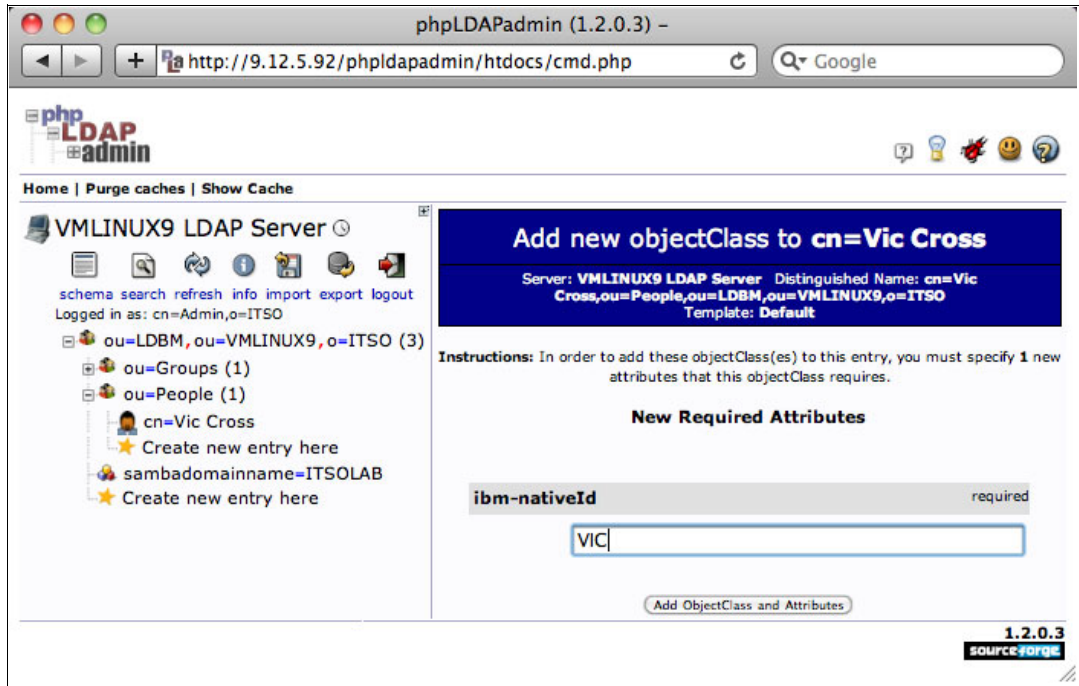 phpLDAPadmin (1.2.0.3) –
http://9.12.5.92/phpldapadmin/htdocs/cmd.php
Google
php
LDAP
admin
Home | Purge caches | Show Cache
VMLINUX9 LDAP Server
schema search refresh info import export logout
Logged in as: cn=Admin,o=ITSO
ou=LDBM,ou=VMLINUX9,o=ITSO (3)
ou=Groups (1)
ou=People (1)
cn=Vic Cross
Create new entry here
sambadomainname=ITSOLAB
Create new entry here
Add new objectClass to cn=Vic Cross
Server: VMLINUX9 LDAP Server Distinguished Name: cn=Vic
Cross,ou=People,ou=LDBM,ou=VMLINUX9,o=ITSO
Template: Default
Instructions: In order to add these objectClass(es) to this entry, you must specify 1 new
attributes that this objectClass requires.
New Required Attributes
ibm-nativeId required
VIC
Add ObjectClass and Attributes
1.2.0.3
sourceforge